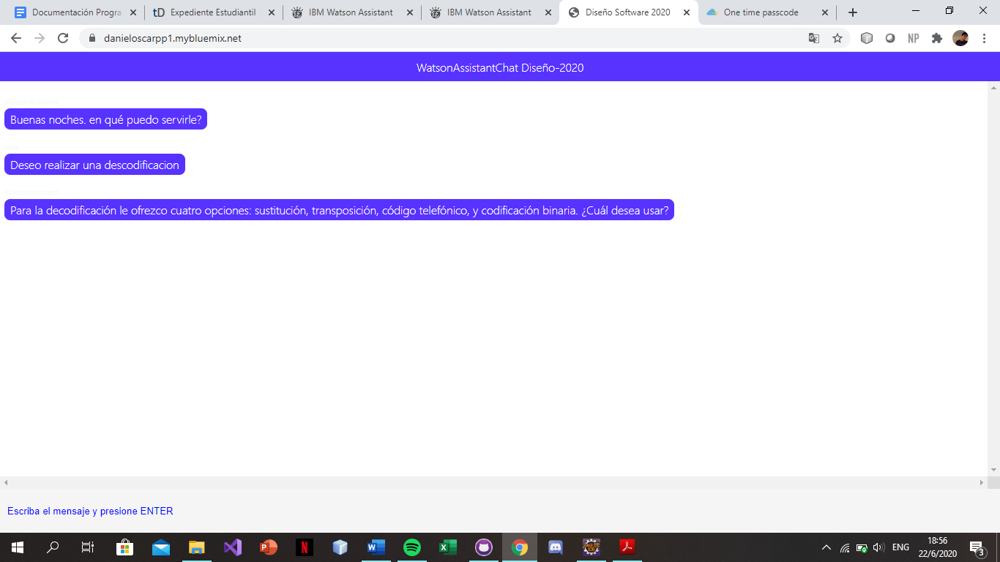 Documentación Progra
tD Expediente Estudiantil
IBM Watson Assistant
IBM Watson Assistant
Diseño Software 2020
One time passcode
danieloscarpp1.mybluemix.net
NP
WatsonAssistantChat Diseño-2020
WatsonAssistant
Buenas noches. en qué puedo servirle?
Deseo realizar una descodificacion
WatsonAssistant
Para la decodificación le ofrezco cuatro opciones: sustitución, transposición, código telefónico, y codificación binaria. ¿Cuál desea usar?
Escriba el mensaje y presione ENTER
ENG
18:56
22/6/2020
3